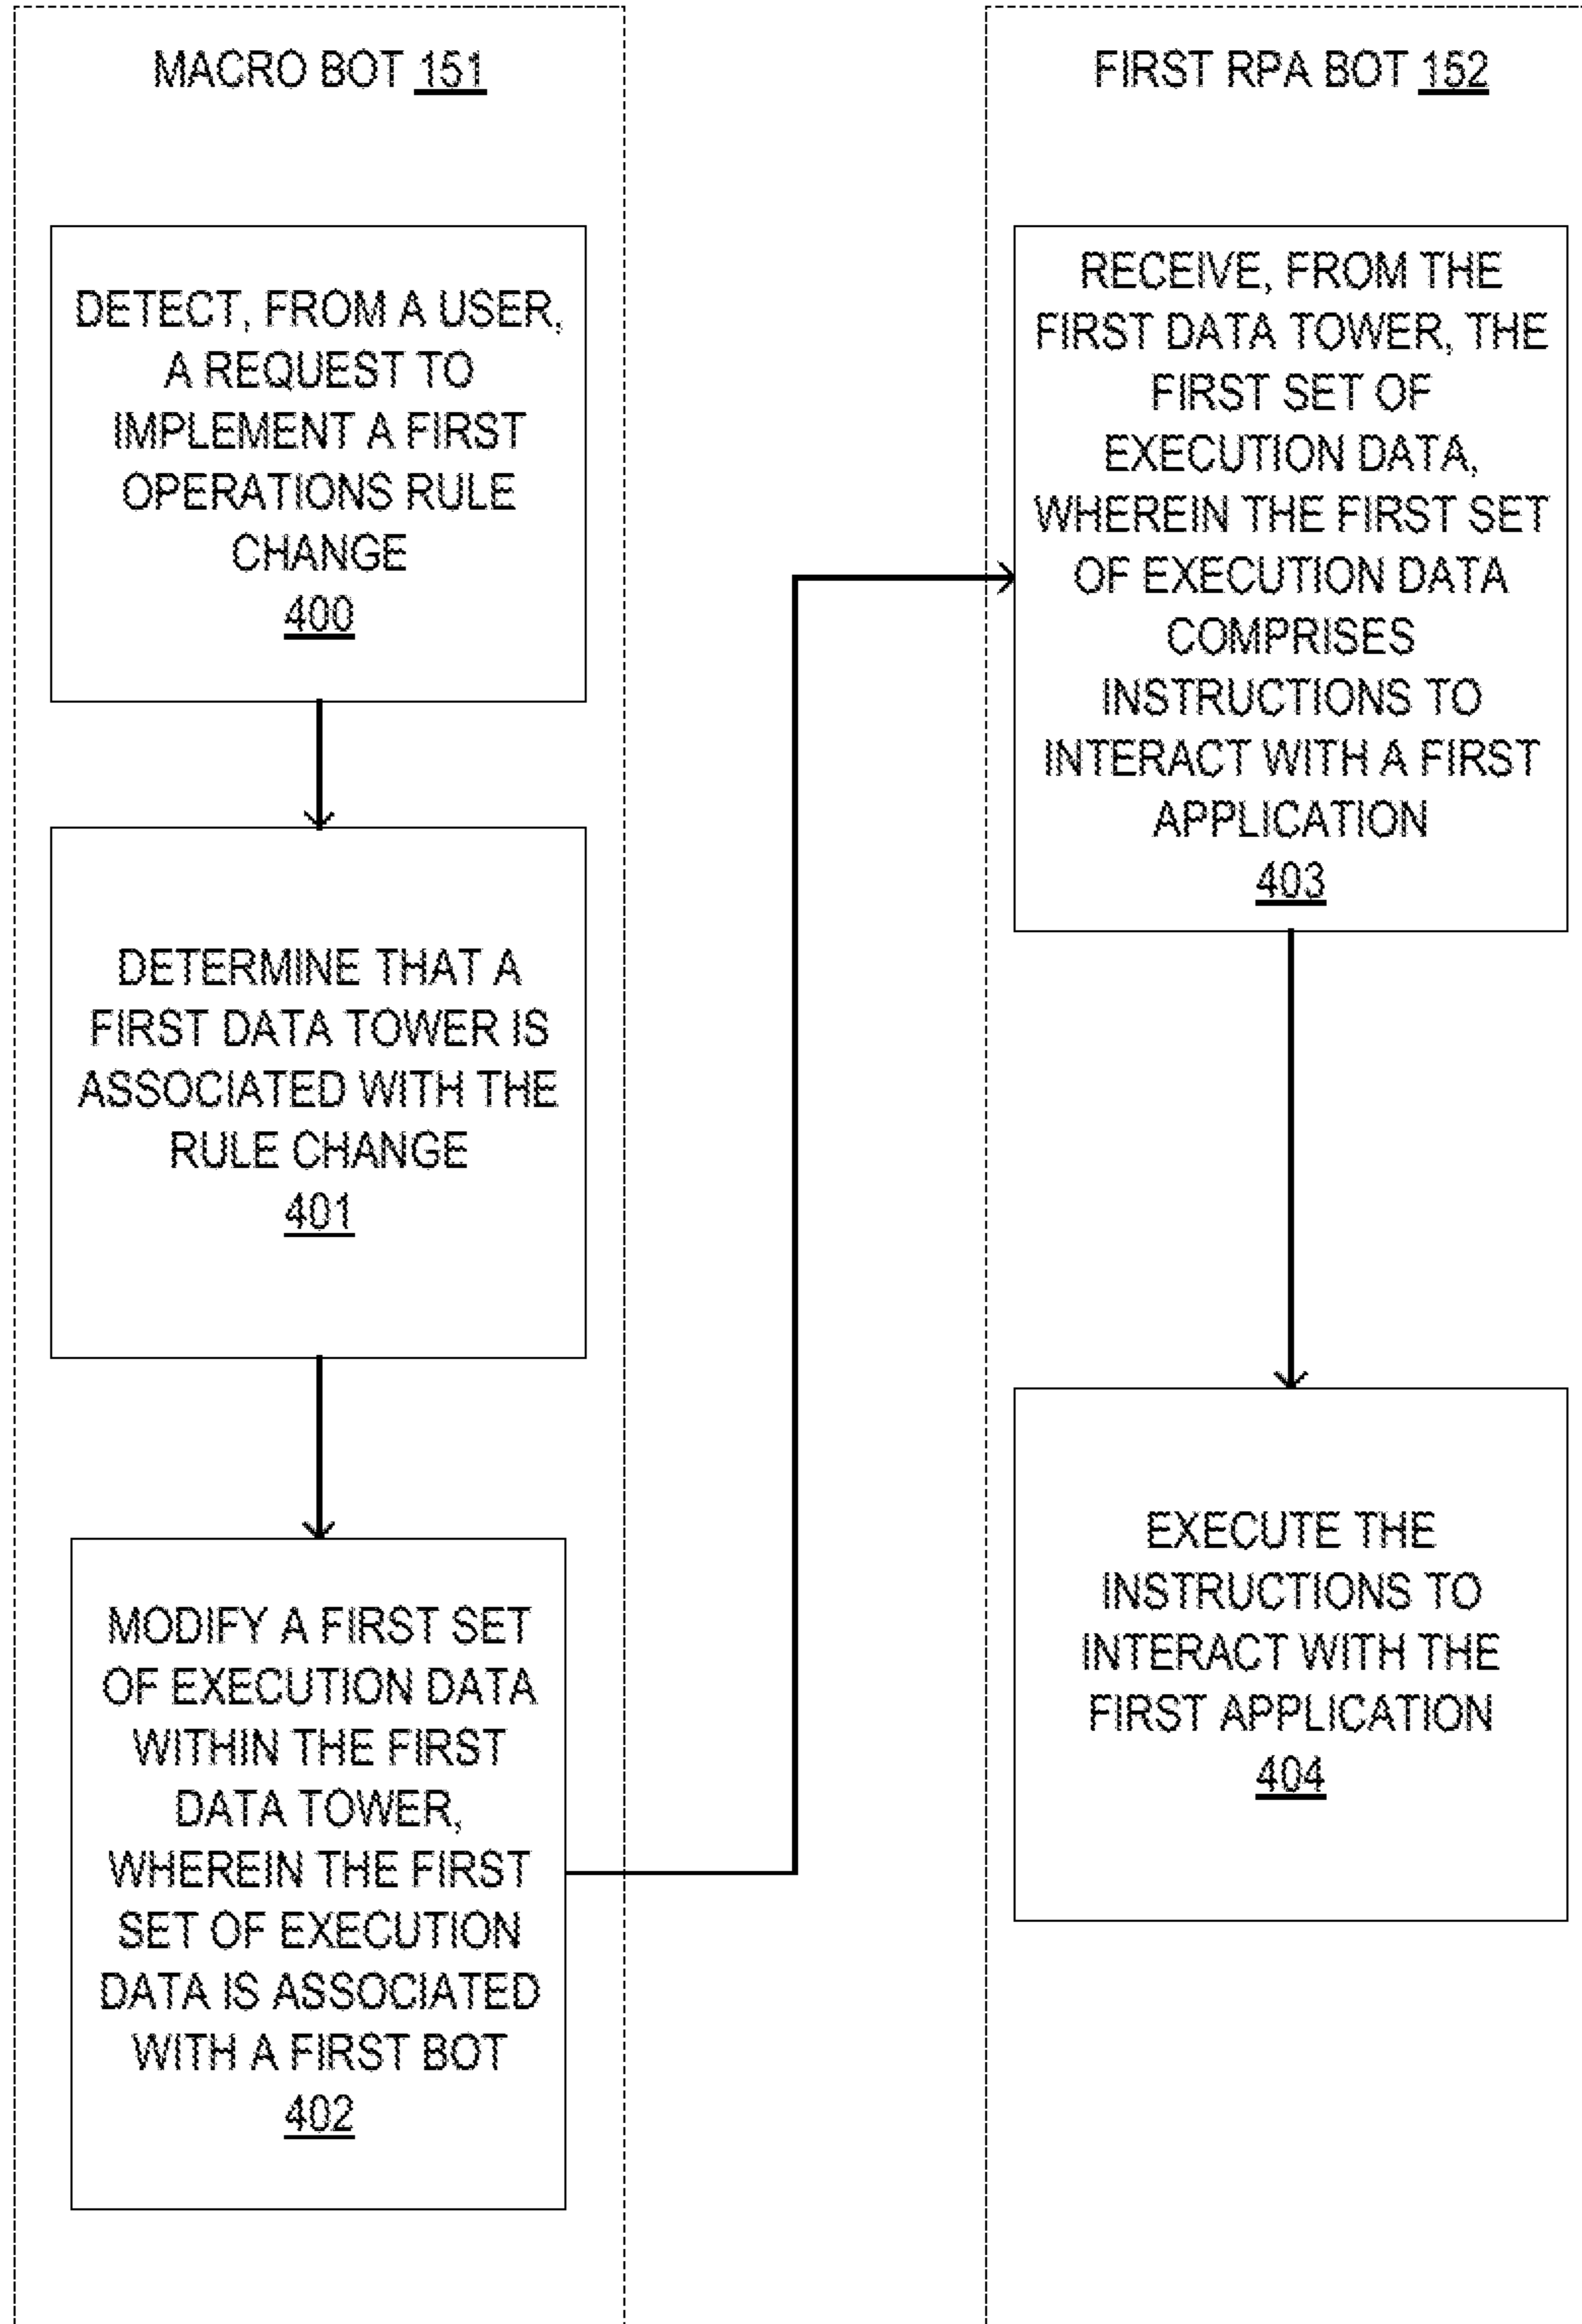 MACRO BOT 151
DETECT, FROM A USER,
A REQUEST TO
IMPLEMENT A FIRST
OPERATIONS RULE
CHANGE
400
DETERMINE THAT A
FIRST DATA TOWER IS
ASSOCIATED WITH THE
RULE CHANGE
401
MODIFY A FIRST SET
OF EXECUTION DATA
WITHIN THE FIRST
DATA TOWER,
WHEREIN THE FIRST
SET OF EXECUTION
DATA IS ASSOCIATED
WITH A FIRST BOT
402
FIRST RPA BOT 152
RECEIVE, FROM THE
FIRST DATA TOWER, THE
FIRST SET OF
EXECUTION DATA,
WHEREIN THE FIRST SET
OF EXECUTION DATA
COMPRISES
INSTRUCTIONS TO
INTERACT WITH A FIRST
APPLICATION
403
EXECUTE THE
INSTRUCTIONS TO
INTERACT WITH THE
FIRST APPLICATION
404